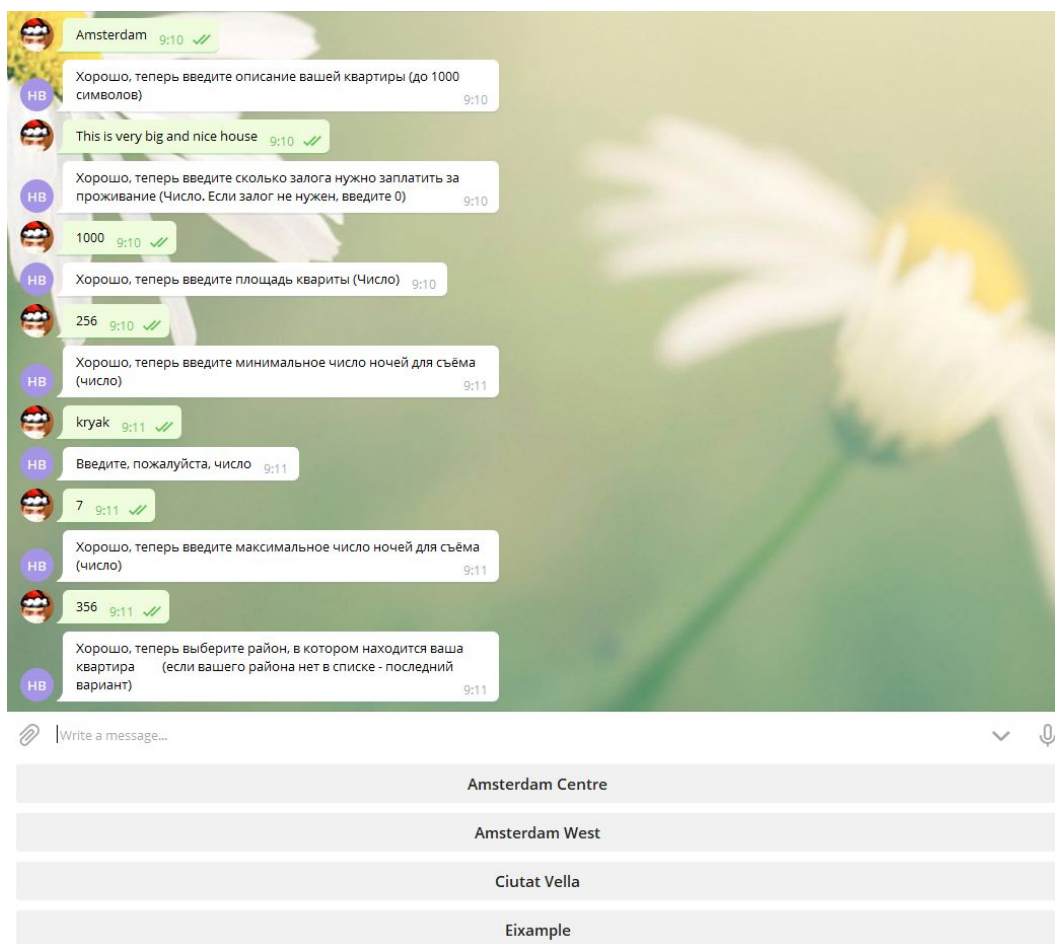 Amsterdam 9:10
Хорошо, теперь введите описание вашей квартиры (до 1000
символов)
9:10
НВ
This is very big and nice house 9:10
Хорошо, теперь введите сколько залога нужно заплатить за
проживание (Число. Если залог не нужен, введите 0)
9:10
НВ
1000 9:10
Хорошо, теперь введите площадь квариты (Число) 9:10
НВ
256 9:10
Хорошо, теперь введите минимальное число ночей для съёма
(число)
9:11
НВ
kryak 9:11
Введите, пожалуйста, число 9:11
НВ
7 9:11
Хорошо, теперь введите максимальное число ночей для съёма
(число)
9:11
НВ
356 9:11
Хорошо, теперь выберите район, в котором находится ваша
квартира (если вашего района нет в списке - последний
вариант)
9:11
НВ
Write a message...
Amsterdam Centre
Amsterdam West
Ciutat Vella
Eixample